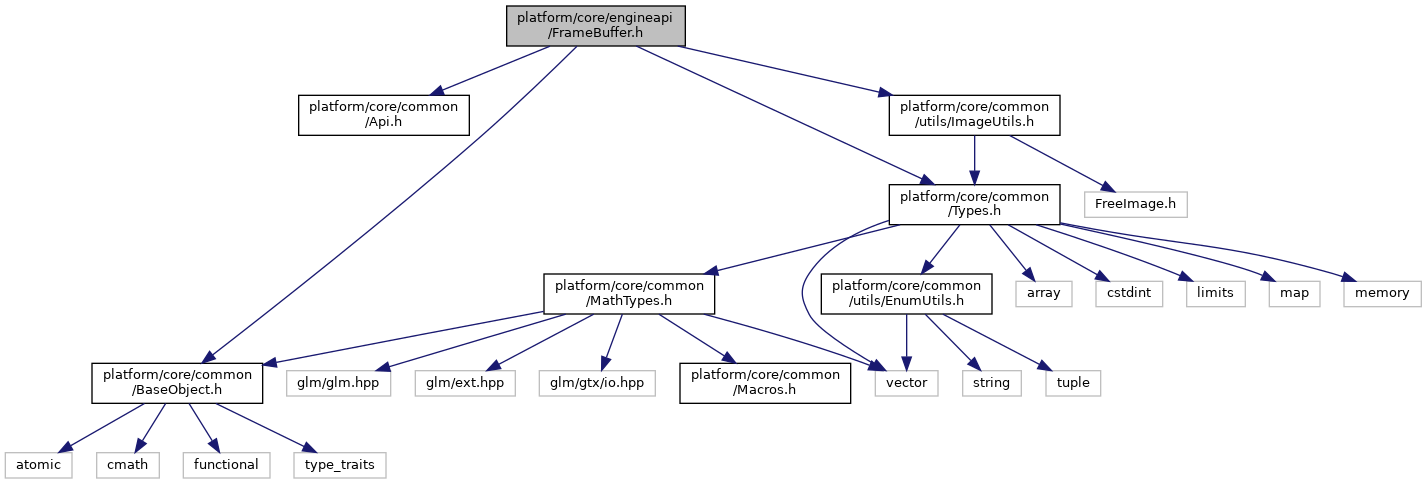 platform/core/engineapi
/FrameBuffer.h
platform/core/common
/Api.h
platform/core/common
/utils/ImageUtils.h
platform/core/common
/Types.h
FreeImage.h
platform/core/common
/MathTypes.h
platform/core/common
/utils/EnumUtils.h
array
cstdint
limits
map
memory
platform/core/common
/BaseObject.h
glm/glm.hpp
glm/ext.hpp
glm/gtx/io.hpp
platform/core/common
/Macros.h
vector
string
tuple
atomic
cmath
functional
type_traits